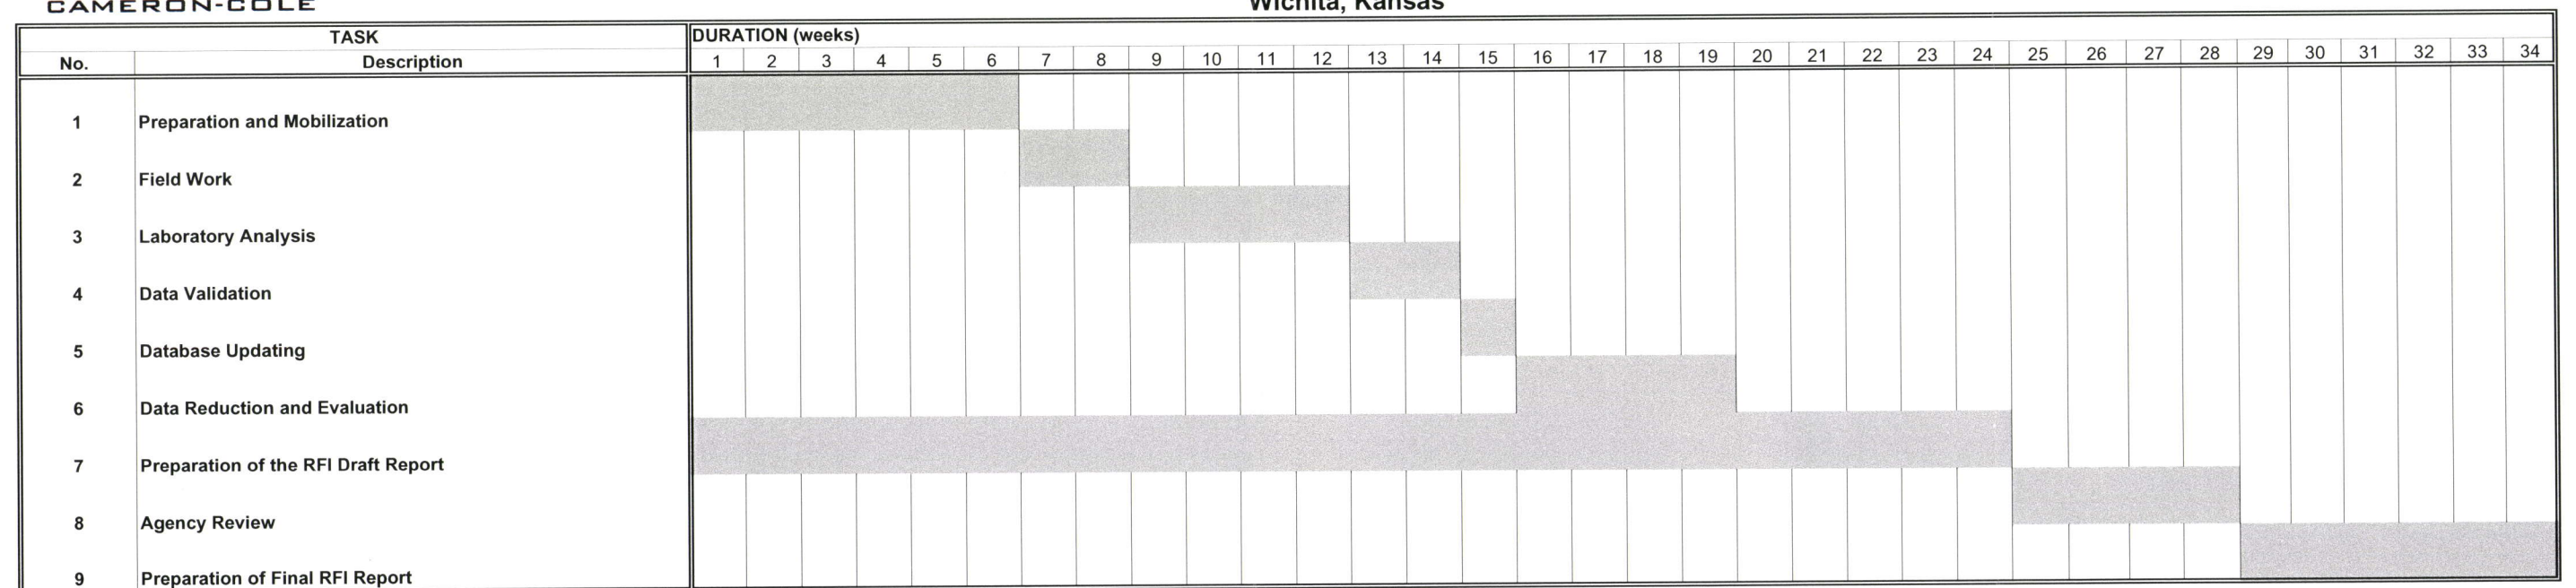 CAMERON-COLE
Wichita, Kansas
TASK DURATION (weeks)
No. Description 1 2 3 4 5 6 7 8 9 10 11 12 13 14 15 16 17 18 19 20 21 22 23 24 25 26 27 28 29 30 31 32 33 34
1 Preparation and Mobilization
2 Field Work
3 Laboratory Analysis
4 Data Validation
5 Database Updating
6 Data Reduction and Evaluation
7 Preparation of the RFI Draft Report
8 Agency Review
9 Preparation of Final RFI Report